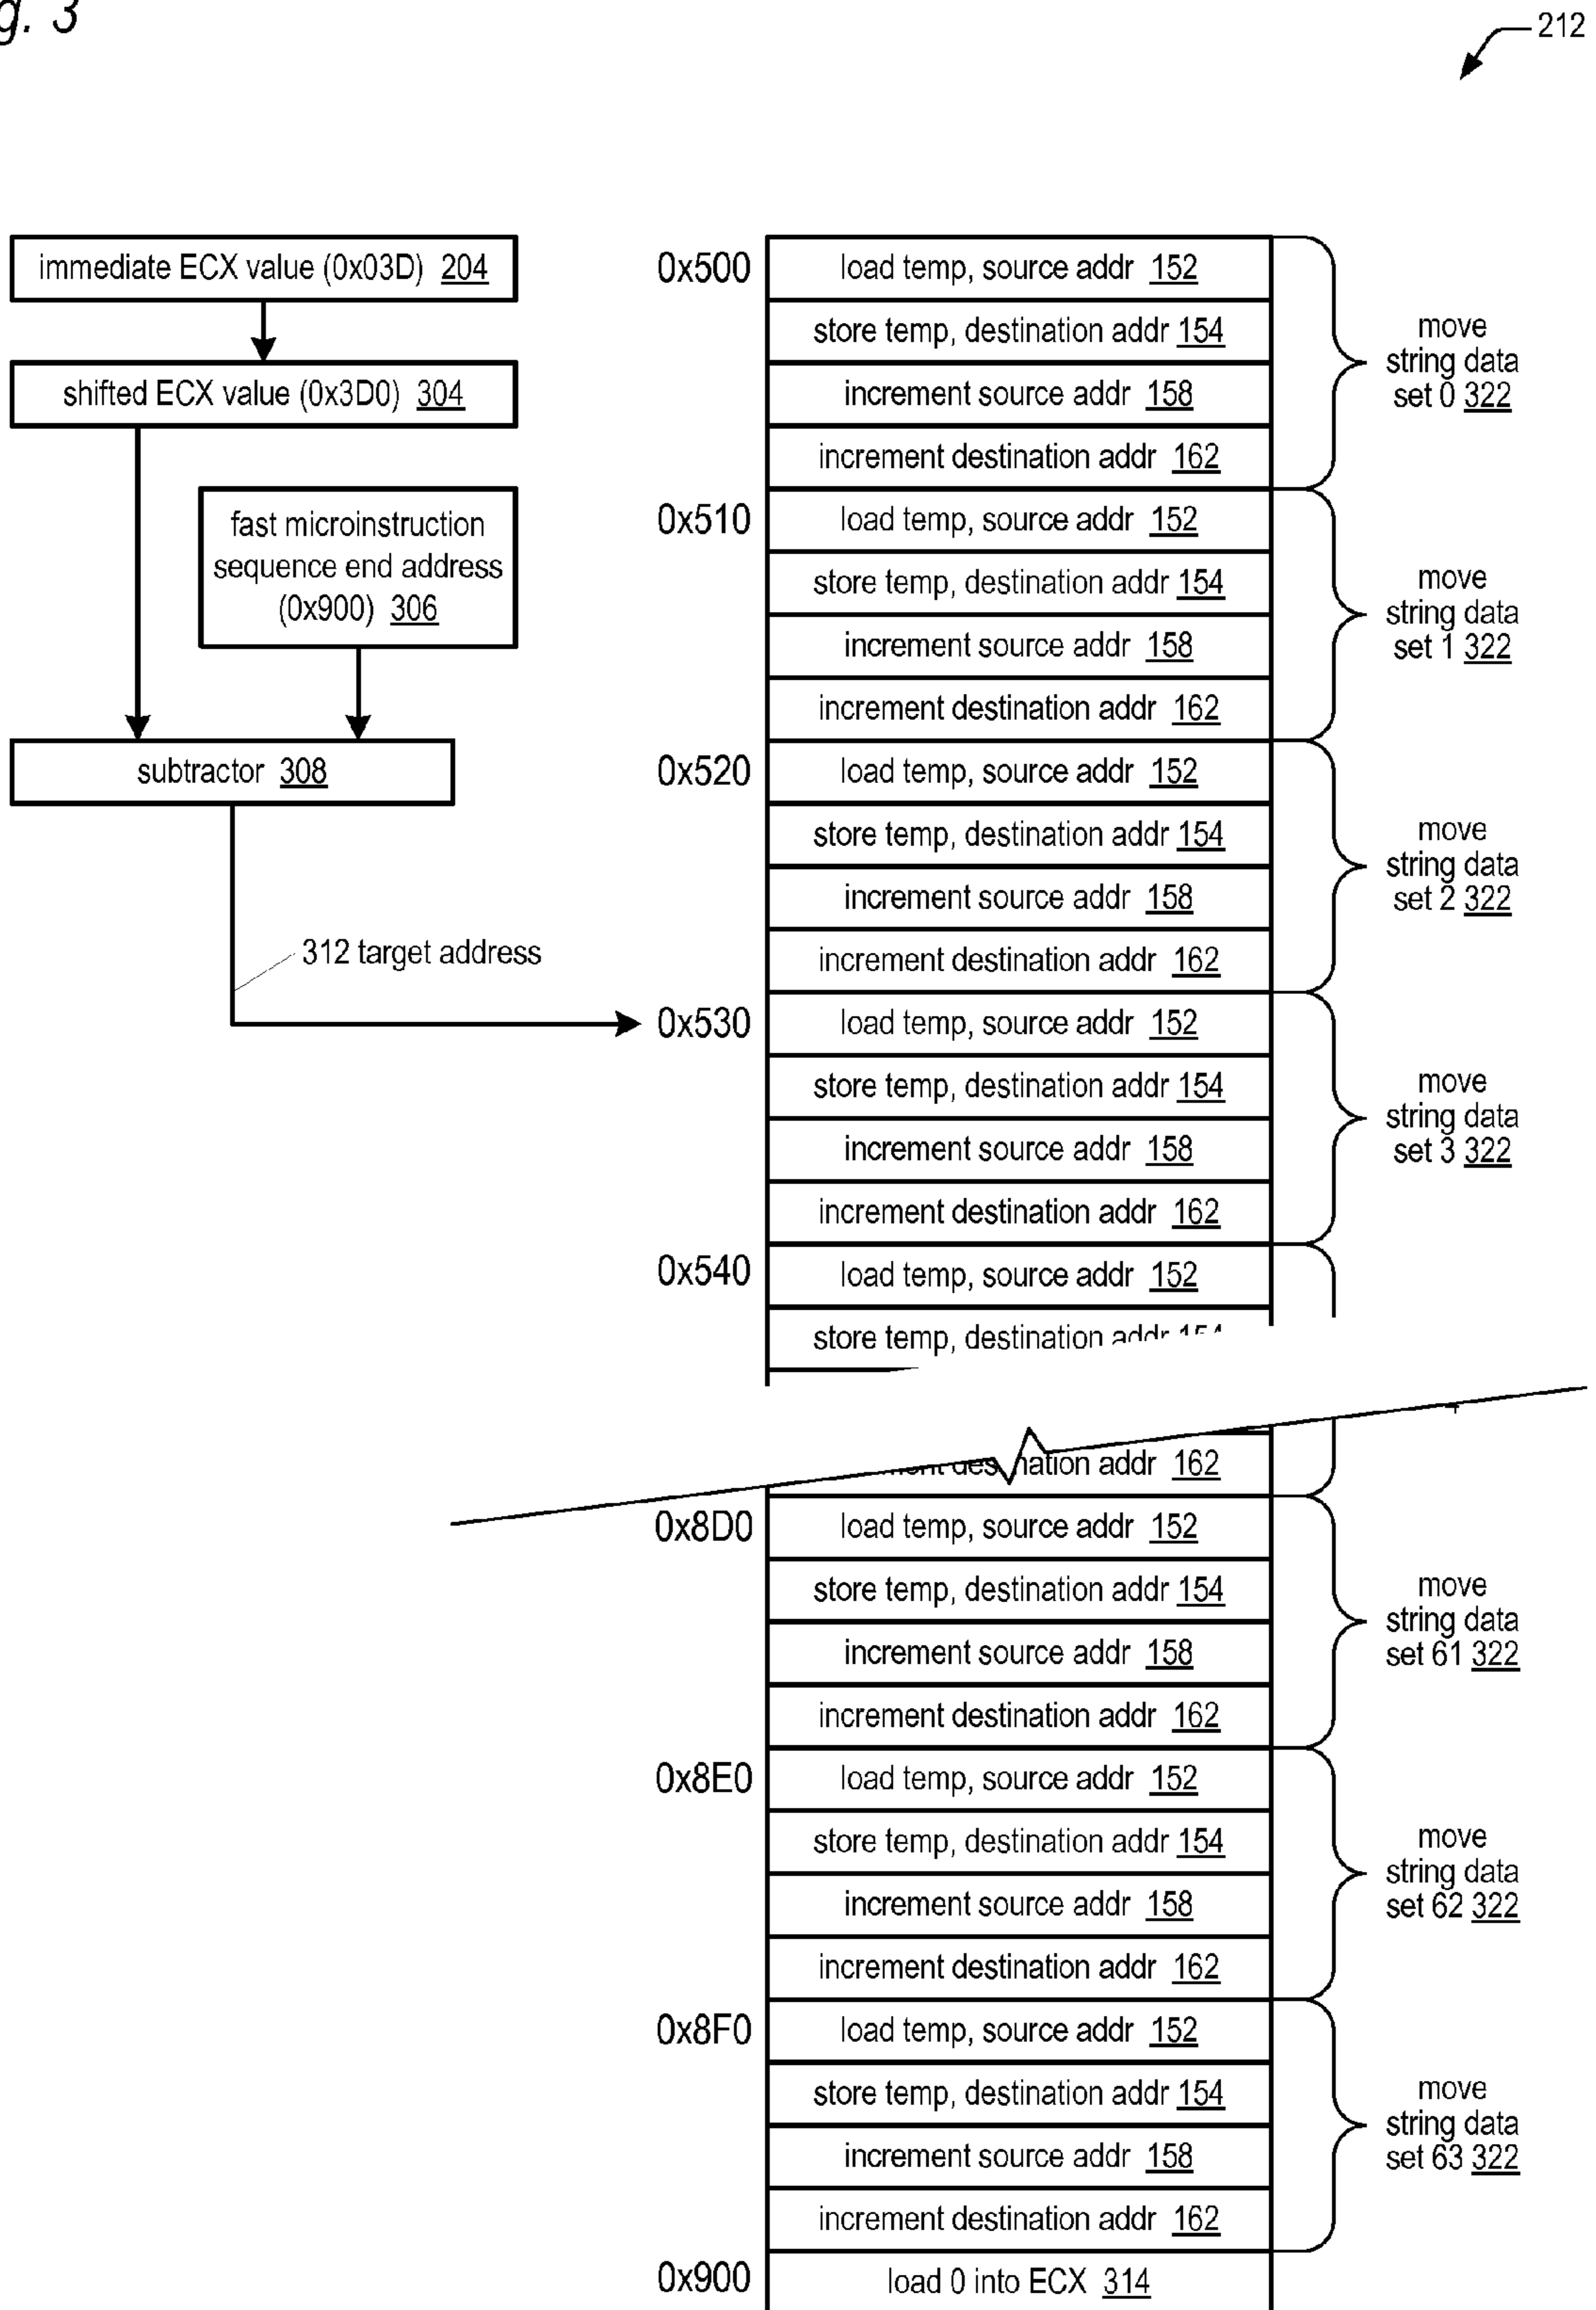 g. 3
212
immediate ECX value (0x03D) 204
shifted ECX value (0x3D0) 304
fast microinstruction
sequence end address
(0x900) 306
subtractor 308
312 target address
0x500
load temp, source addr 152
store temp, destination addr 154
increment source addr 158
increment destination addr 162
move
string data
set 0 322
0x510
load temp, source addr 152
store temp, destination addr 154
increment source addr 158
increment destination addr 162
move
string data
set 1 322
0x520
load temp, source addr 152
store temp, destination addr 154
increment source addr 158
increment destination addr 162
move
string data
set 2 322
0x530
load temp, source addr 152
store temp, destination addr 154
increment source addr 158
increment destination addr 162
move
string data
set 3 322
0x540
load temp, source addr 152
store temp, destination addr
addr 162
0x8D0
load temp, source addr 152
store temp, destination addr 154
increment source addr 158
increment destination addr 162
move
string data
set 61 322
0x8E0
load temp, source addr 152
store temp, destination addr 154
increment source addr 158
increment destination addr 162
move
string data
set 62 322
0x8F0
load temp, source addr 152
store temp, destination addr 154
increment source addr 158
increment destination addr 162
move
string data
set 63 322
0x900
load 0 into ECX 314